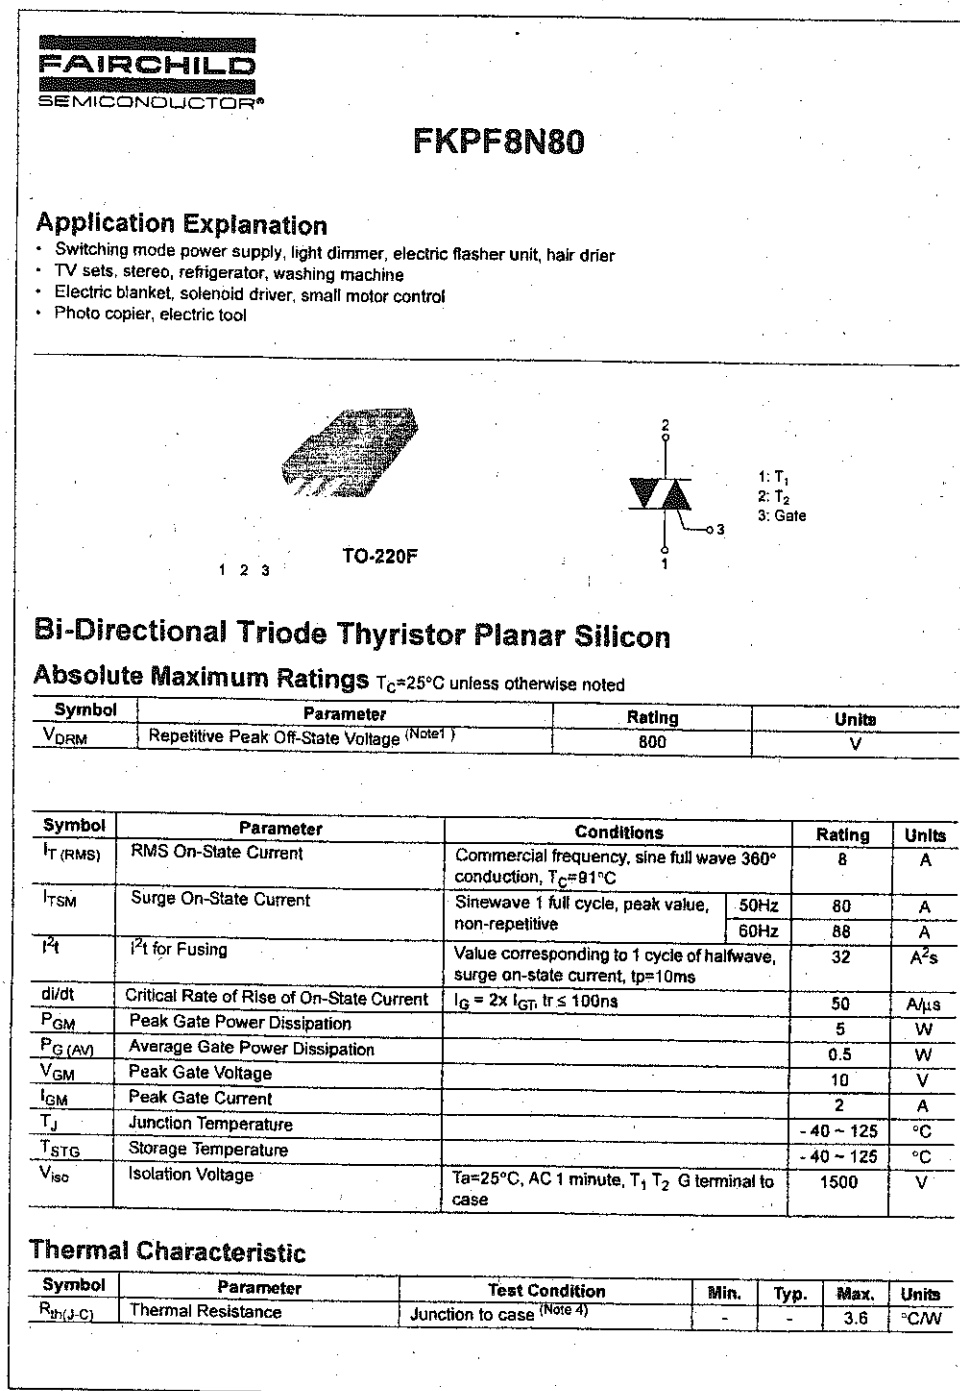 FAIRCHILD
SEMICONDUCTOR®
FKPF8N80
Application Explanation
• Switching mode power supply, light dimmer, electric flasher unit, hair drier
• TV sets, stereo, refrigerator, washing machine
• Electric blanket, solenoid driver, small motor control
• Photo copier, electric tool
2
1: T1
2: T2
3: Gate
3
1
TO-220F
1 2 3
Bi-Directional Triode Thyristor Planar Silicon
Absolute Maximum Ratings TC=25°C unless otherwise noted
Symbol Parameter Rating Units
VDRM Repetitive Peak Off-State Voltage (Note1 ) 800 V
Symbol Parameter Conditions Rating Units
IT (RMS) RMS On-State Current Commercial frequency, sine full wave 360° conduction, TC=91°C 8 A
ITSM Surge On-State Current Sinewave 1 full cycle, peak value, non-repetitive 50Hz 80 A
60Hz 88 A
I2t I2t for Fusing Value corresponding to 1 cycle of halfwave, surge on-state current, tp=10ms 32 A2s
di/dt Critical Rate of Rise of On-State Current IG = 2x IGT, tr ≤ 100ns 50 A/μs
PGM Peak Gate Power Dissipation 5 W
PG (AV) Average Gate Power Dissipation 0.5 W
VGM Peak Gate Voltage 10 V
IGM Peak Gate Current 2 A
TJ Junction Temperature - 40 ~ 125 °C
TSTG Storage Temperature - 40 ~ 125 °C
Viso Isolation Voltage Ta=25°C, AC 1 minute, T1 T2 G terminal to case 1500 V
Thermal Characteristic
Symbol Parameter Test Condition Min. Typ. Max. Units
Rth(J-C) Thermal Resistance Junction to case (Note 4) - - 3.6 °C/W